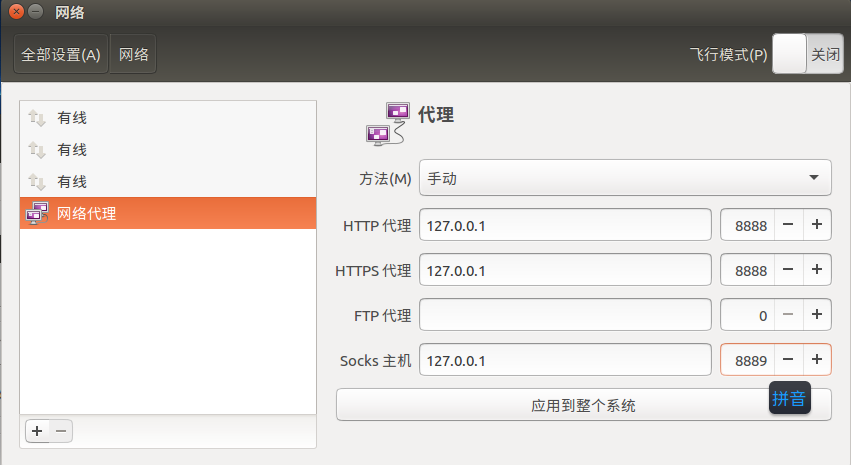 网络
全部设置(A) 网络 飞行模式(P) 关闭
有线
有线
有线
网络代理
代理
方法(M) 手动
HTTP 代理 127.0.0.1 8888 − +
HTTPS 代理 127.0.0.1 8888 − +
FTP 代理 0 − +
Socks 主机 127.0.0.1 8889 − +
应用到整个系统
拼音
+ −